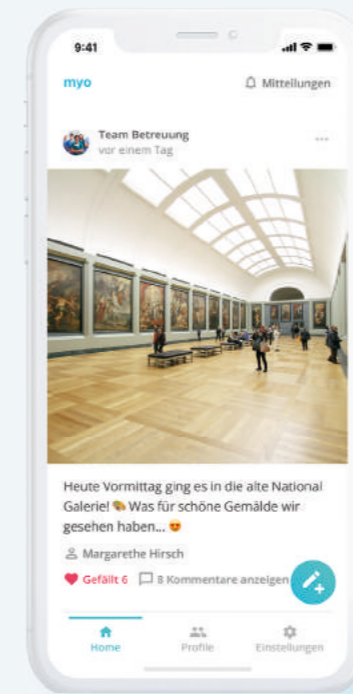 9:41
myo
Mitteilungen
Team Betreuung
vor einem Tag
Heute Vormittag ging es in die alte National
Galerie! 🎨 Was für schöne Gemälde wir
gesehen haben... 😍
Margarethe Hirsch
Gefällt 6 8 Kommentare anzeigen
Home Profile Einstellungen